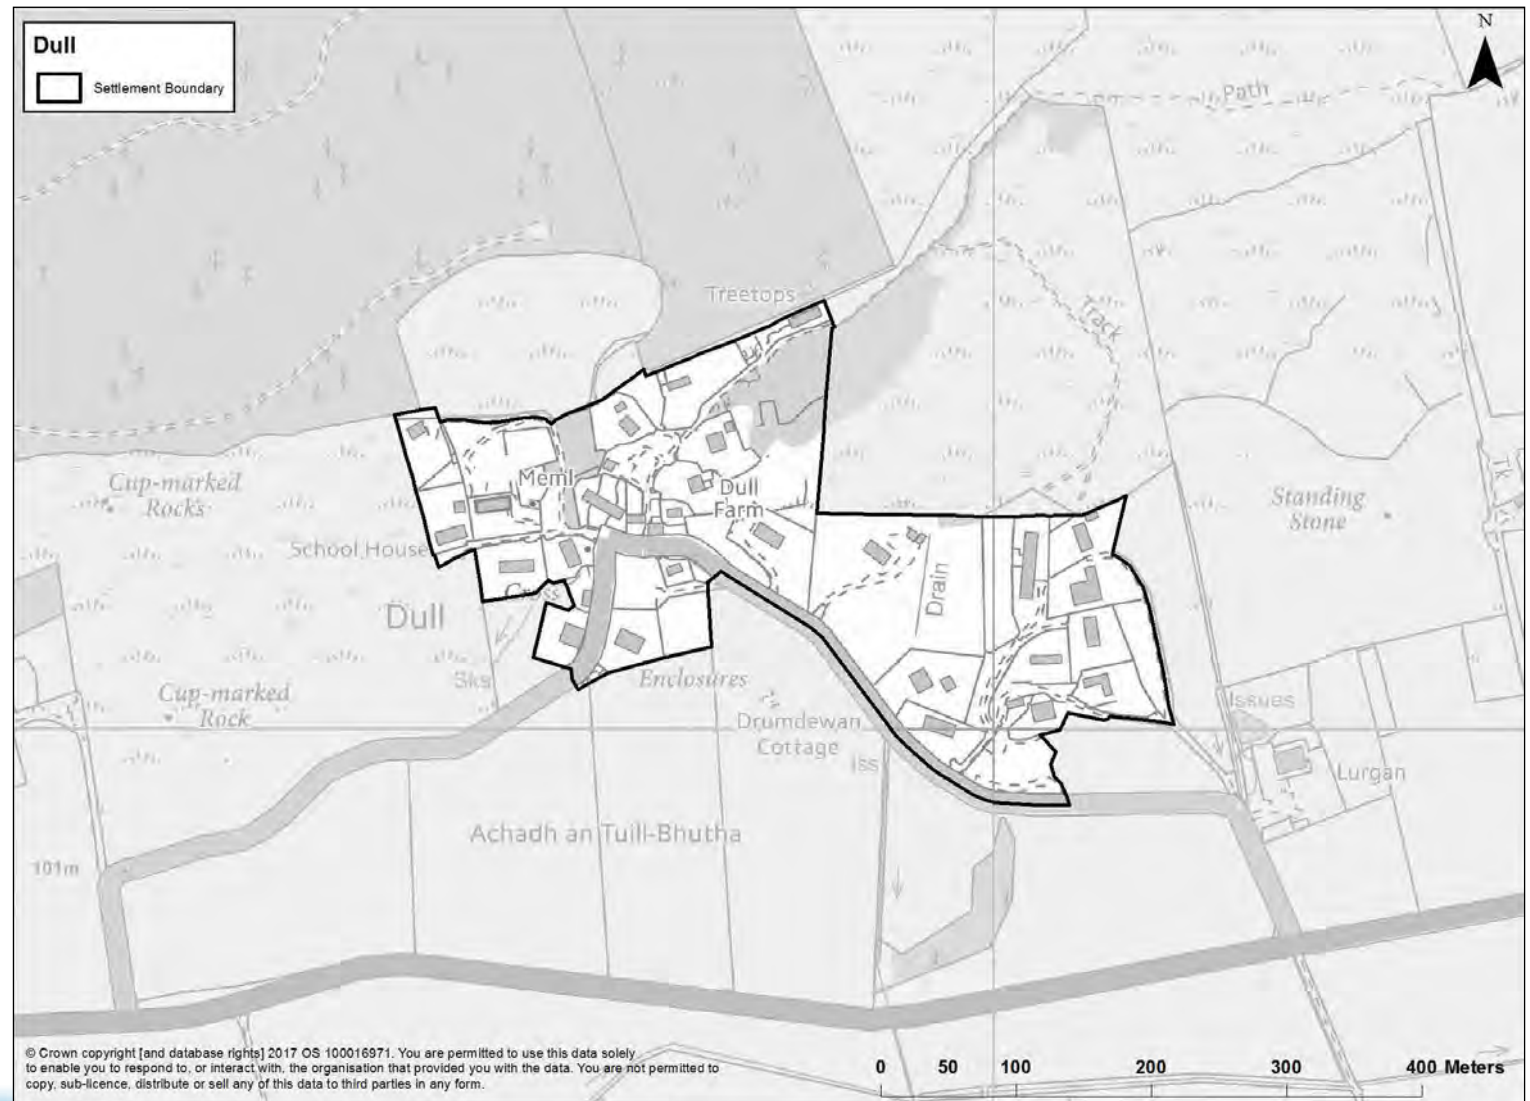 Dull
Settlement Boundary
N
Path
Treetops
Track
Cup-marked
Rocks
Meml
Dull
Farm
Standing
Stone
Tk
School House
Cross
Drain
Dull
Sks
Enclosures
Cup-marked
Rock
Issues
Drumdewan
Cottage
Iss
Lurgan
Achadh an Tuill-Bhutha
101m
© Crown copyright [and database rights] 2017 OS 100016971. You are permitted to use this data solely
to enable you to respond to, or interact with, the organisation that provided you with the data. You are not permitted to
copy, sub-licence, distribute or sell any of this data to third parties in any form.
0 50 100 200 300 400 Meters